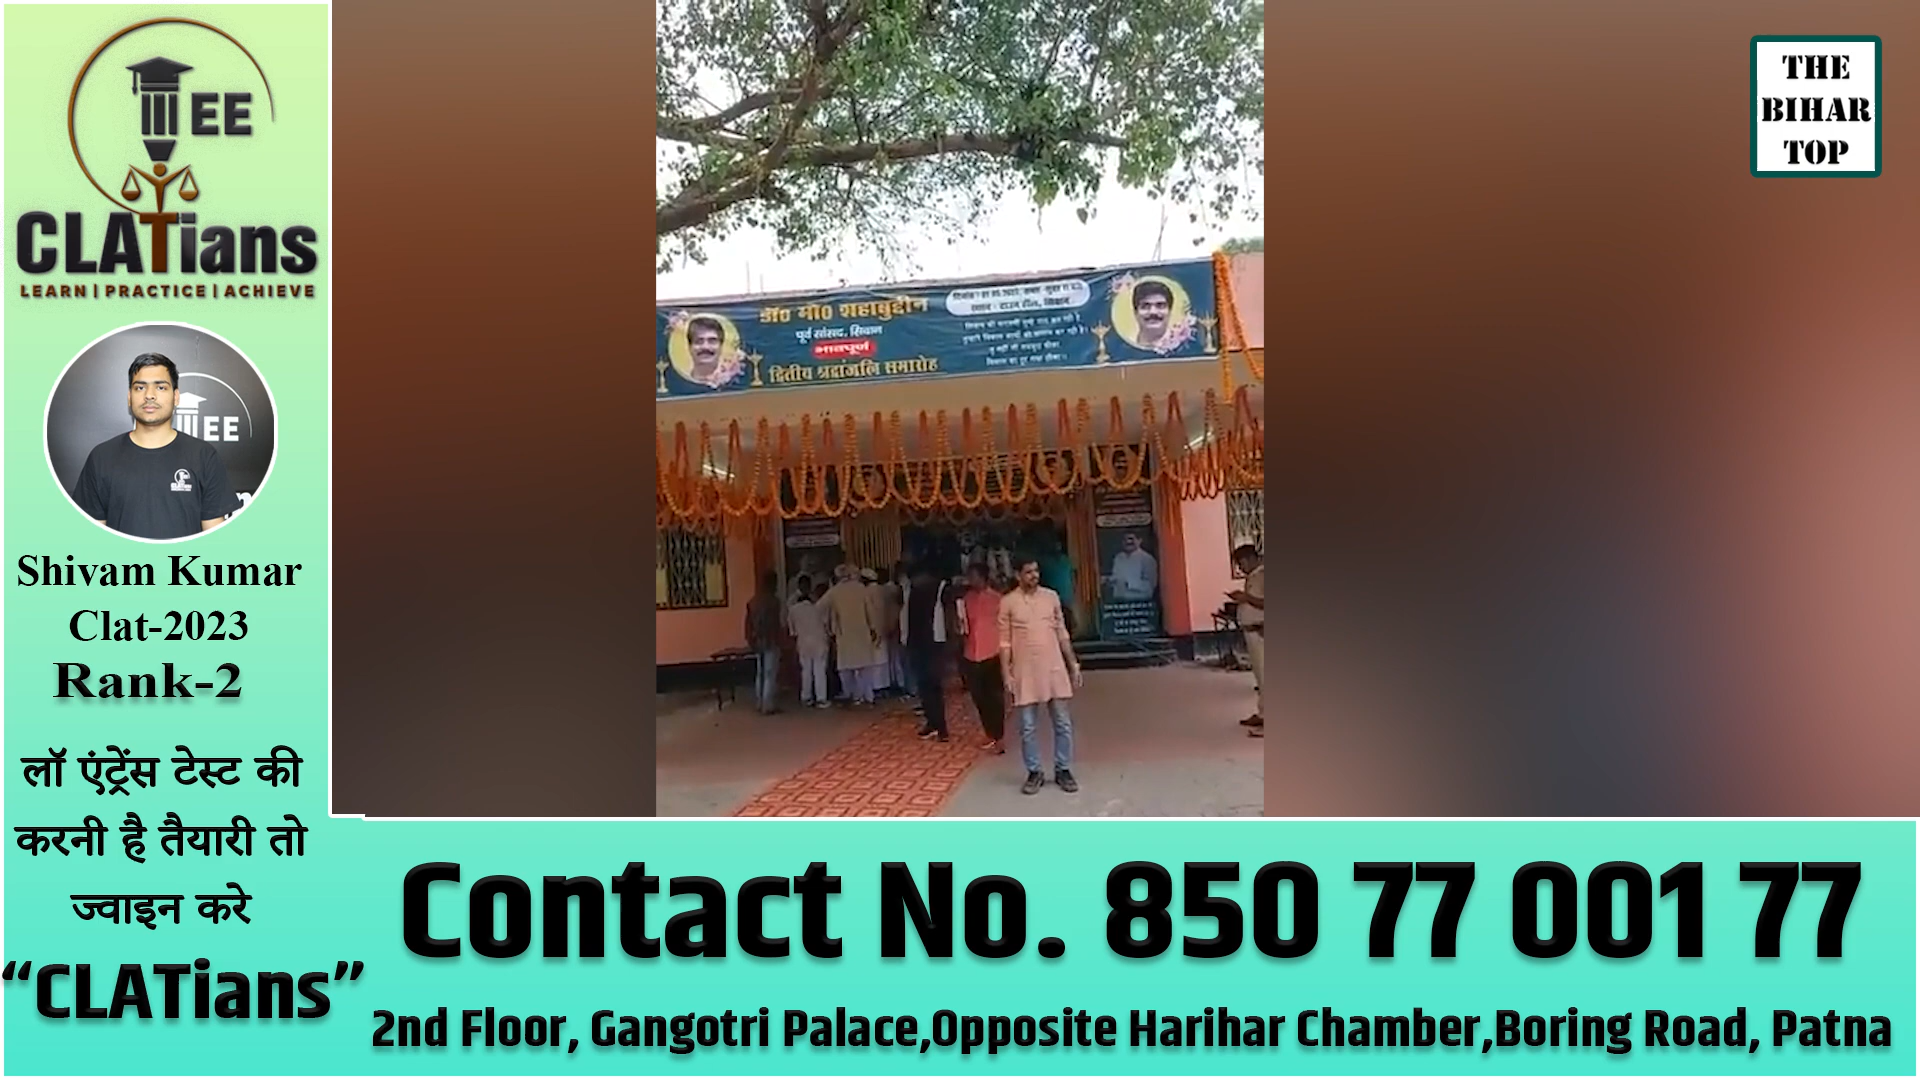 EE
CLATians
LEARN | PRACTICE | ACHIEVE
EE
Shivam Kumar
Clat-2023
Rank-2
लॉ एंट्रेंस टेस्ट की
करनी है तैयारी तो
ज्वाइन करे
“CLATians”
THE
BIHAR
TOP
डॉ० मो० शहाबुद्दीन
पूर्व सांसद, सिवान
भावपूर्ण
द्वितीय श्रद्धांजलि समारोह
Contact No. 850 77 001 77
2nd Floor, Gangotri Palace,Opposite Harihar Chamber,Boring Road, Patna